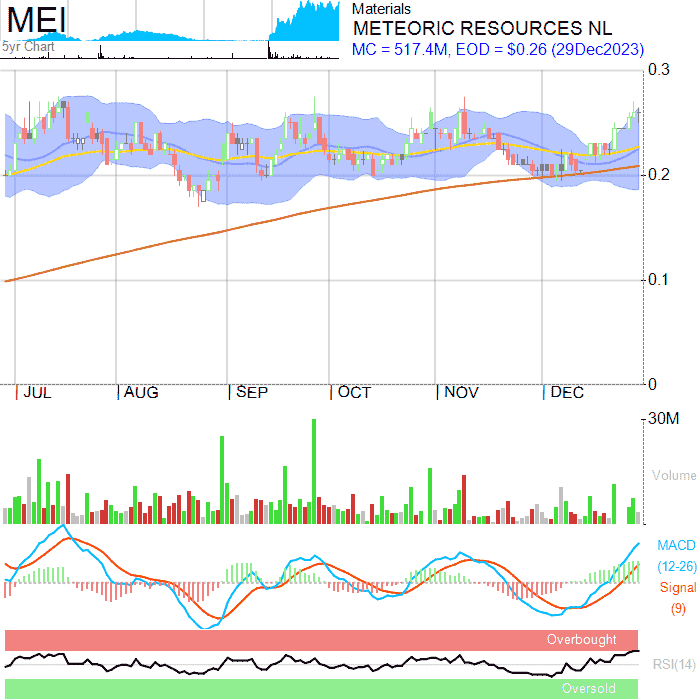 MEI
5yr Chart
Materials
METEORIC RESOURCES NL
MC = 517.4M, EOD = $0.26 (29Dec2023)
0.3
0.2
0.1
0
JUL
AUG
SEP
OCT
NOV
DEC
30M
Volume
MACD
(12-26)
Signal
(9)
Overbought
RSI(14)
Oversold